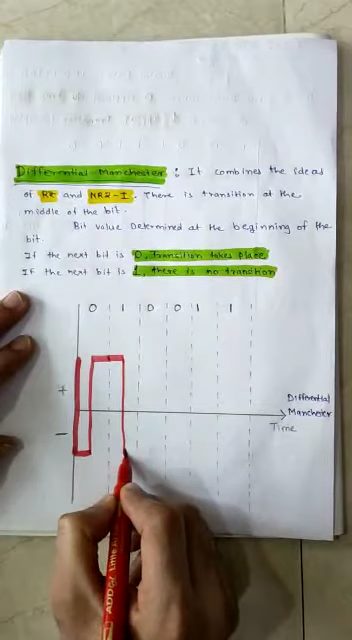 Differential Manchester : It combines the ideas
of RZ and NRZ-I. There is transition at the
middle of the bit.
Bit value Determined at the beginning of the
bit.
If the next bit is 0, transition takes place
If the next bit is 1, there is no transtion
0 1 0 0 1 1
+
Differential
Manchester
−
Time